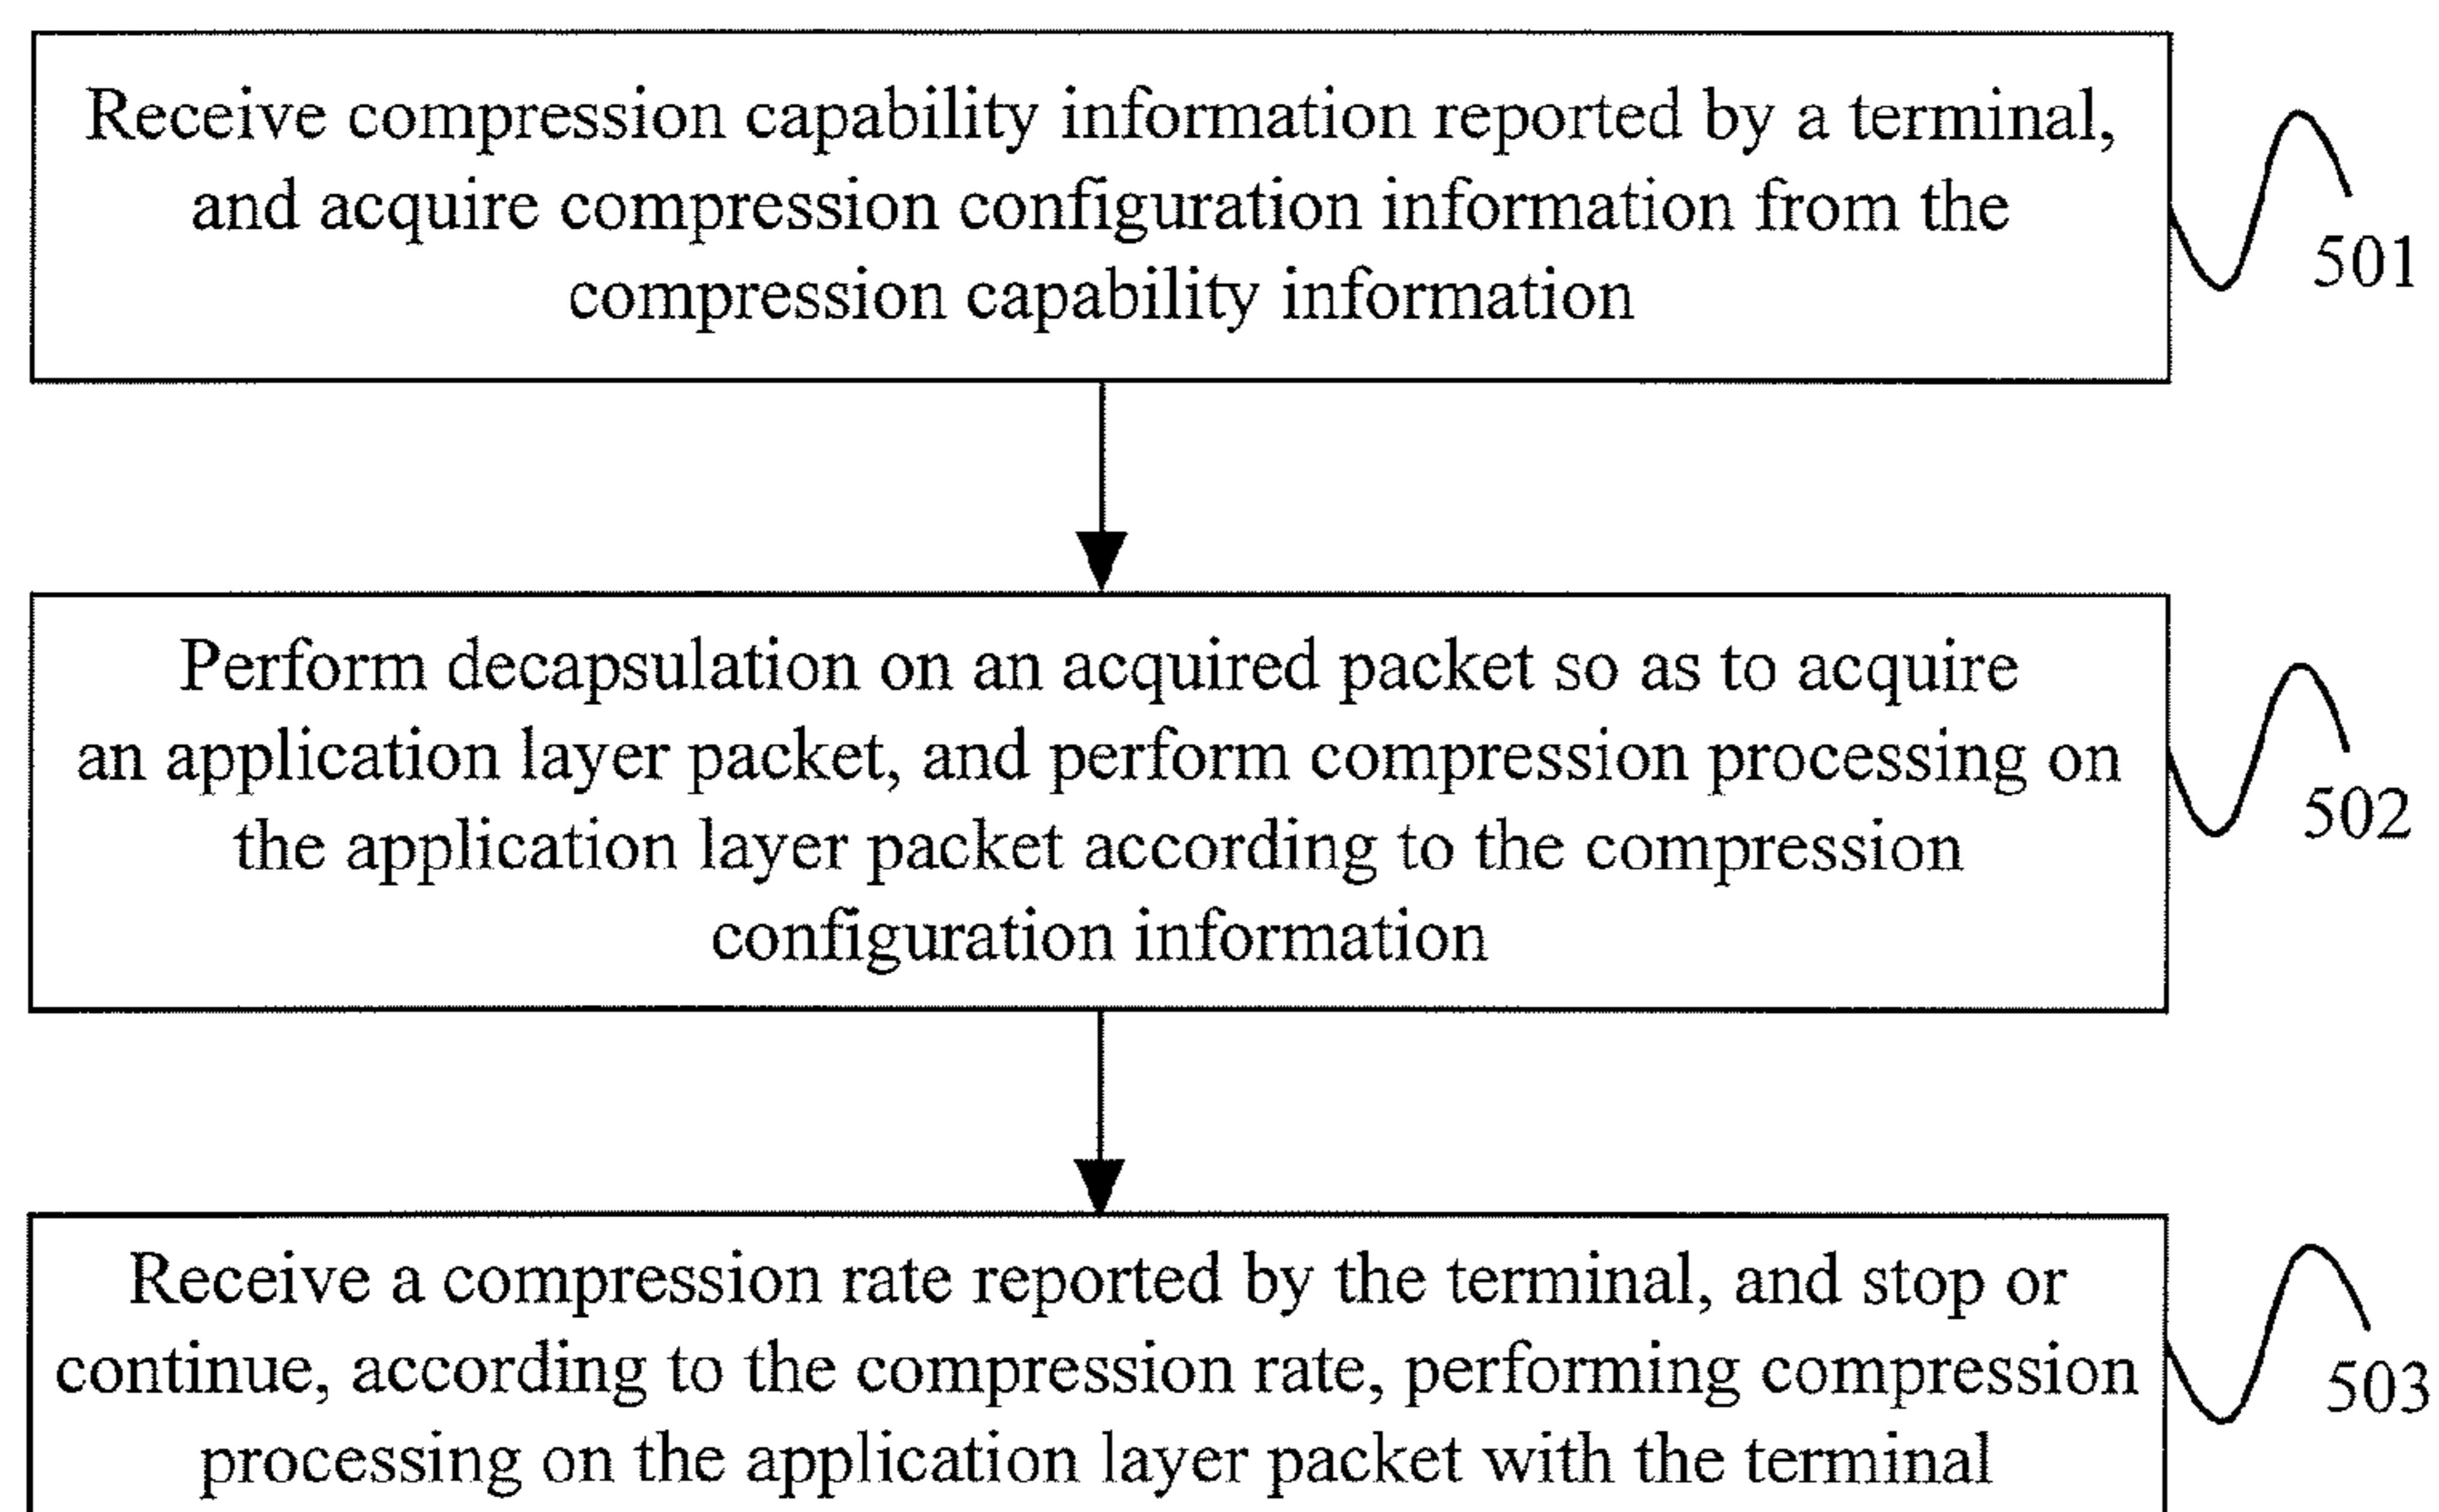 Receive compression capability information reported by a terminal,
and acquire compression configuration information from the
compression capability information
501
Perform decapsulation on an acquired packet so as to acquire
an application layer packet, and perform compression processing on
the application layer packet according to the compression
configuration information
502
Receive a compression rate reported by the terminal, and stop or
continue, according to the compression rate, performing compression
processing on the application layer packet with the terminal
503